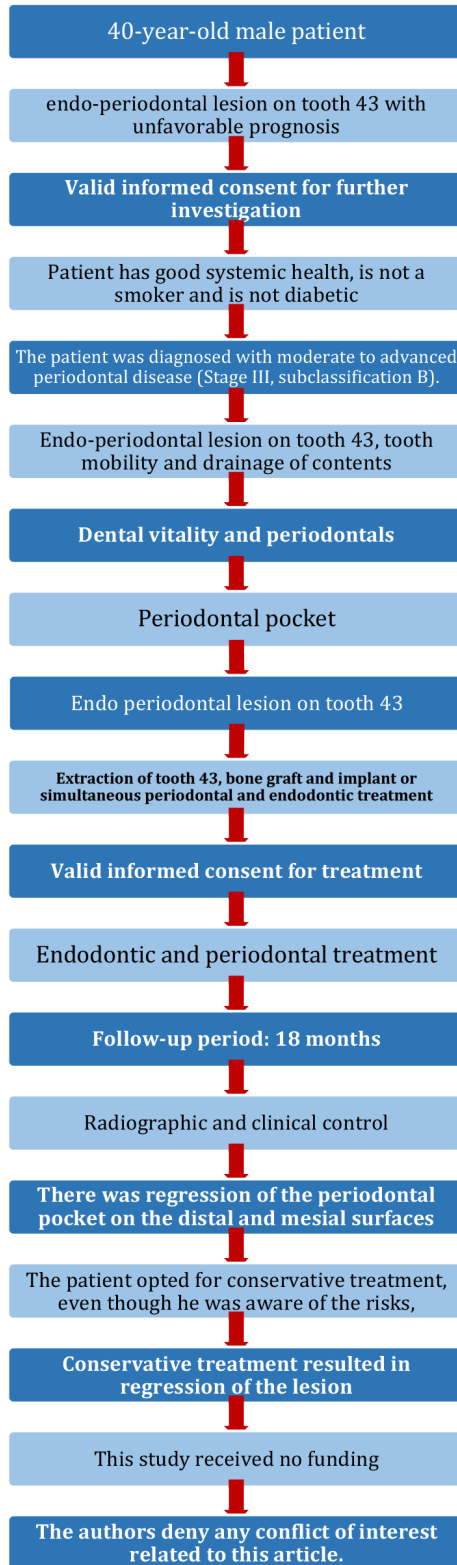 40-year-old male patient
endo-periodontal lesion on tooth 43 with
unfavorable prognosis
Valid informed consent for further
investigation
Patient has good systemic health, is not a
smoker and is not diabetic
The patient was diagnosed with moderate to advanced
periodontal disease (Stage III, subclassification B).
Endo-periodontal lesion on tooth 43, tooth
mobility and drainage of contents
Dental vitality and periodontals
Periodontal pocket
Endo periodontal lesion on tooth 43
Extraction of tooth 43, bone graft and implant or
simultaneous periodontal and endodontic treatment
Valid informed consent for treatment
Endodontic and periodontal treatment
Follow-up period: 18 months
Radiographic and clinical control
There was regression of the periodontal
pocket on the distal and mesial surfaces
The patient opted for conservative treatment,
even though he was aware of the risks,
Conservative treatment resulted in
regression of the lesion
This study received no funding
The authors deny any conflict of interest
related to this article.